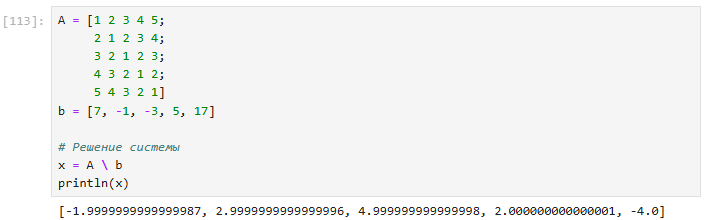 [113]:
A = [1 2 3 4 5;
2 1 2 3 4;
3 2 1 2 3;
4 3 2 1 2;
5 4 3 2 1]
b = [7, -1, -3, 5, 17]
# Решение системы
x = A \ b
println(x)
[-1.9999999999999987, 2.9999999999999996, 4.999999999999998, 2.000000000000001, -4.0]